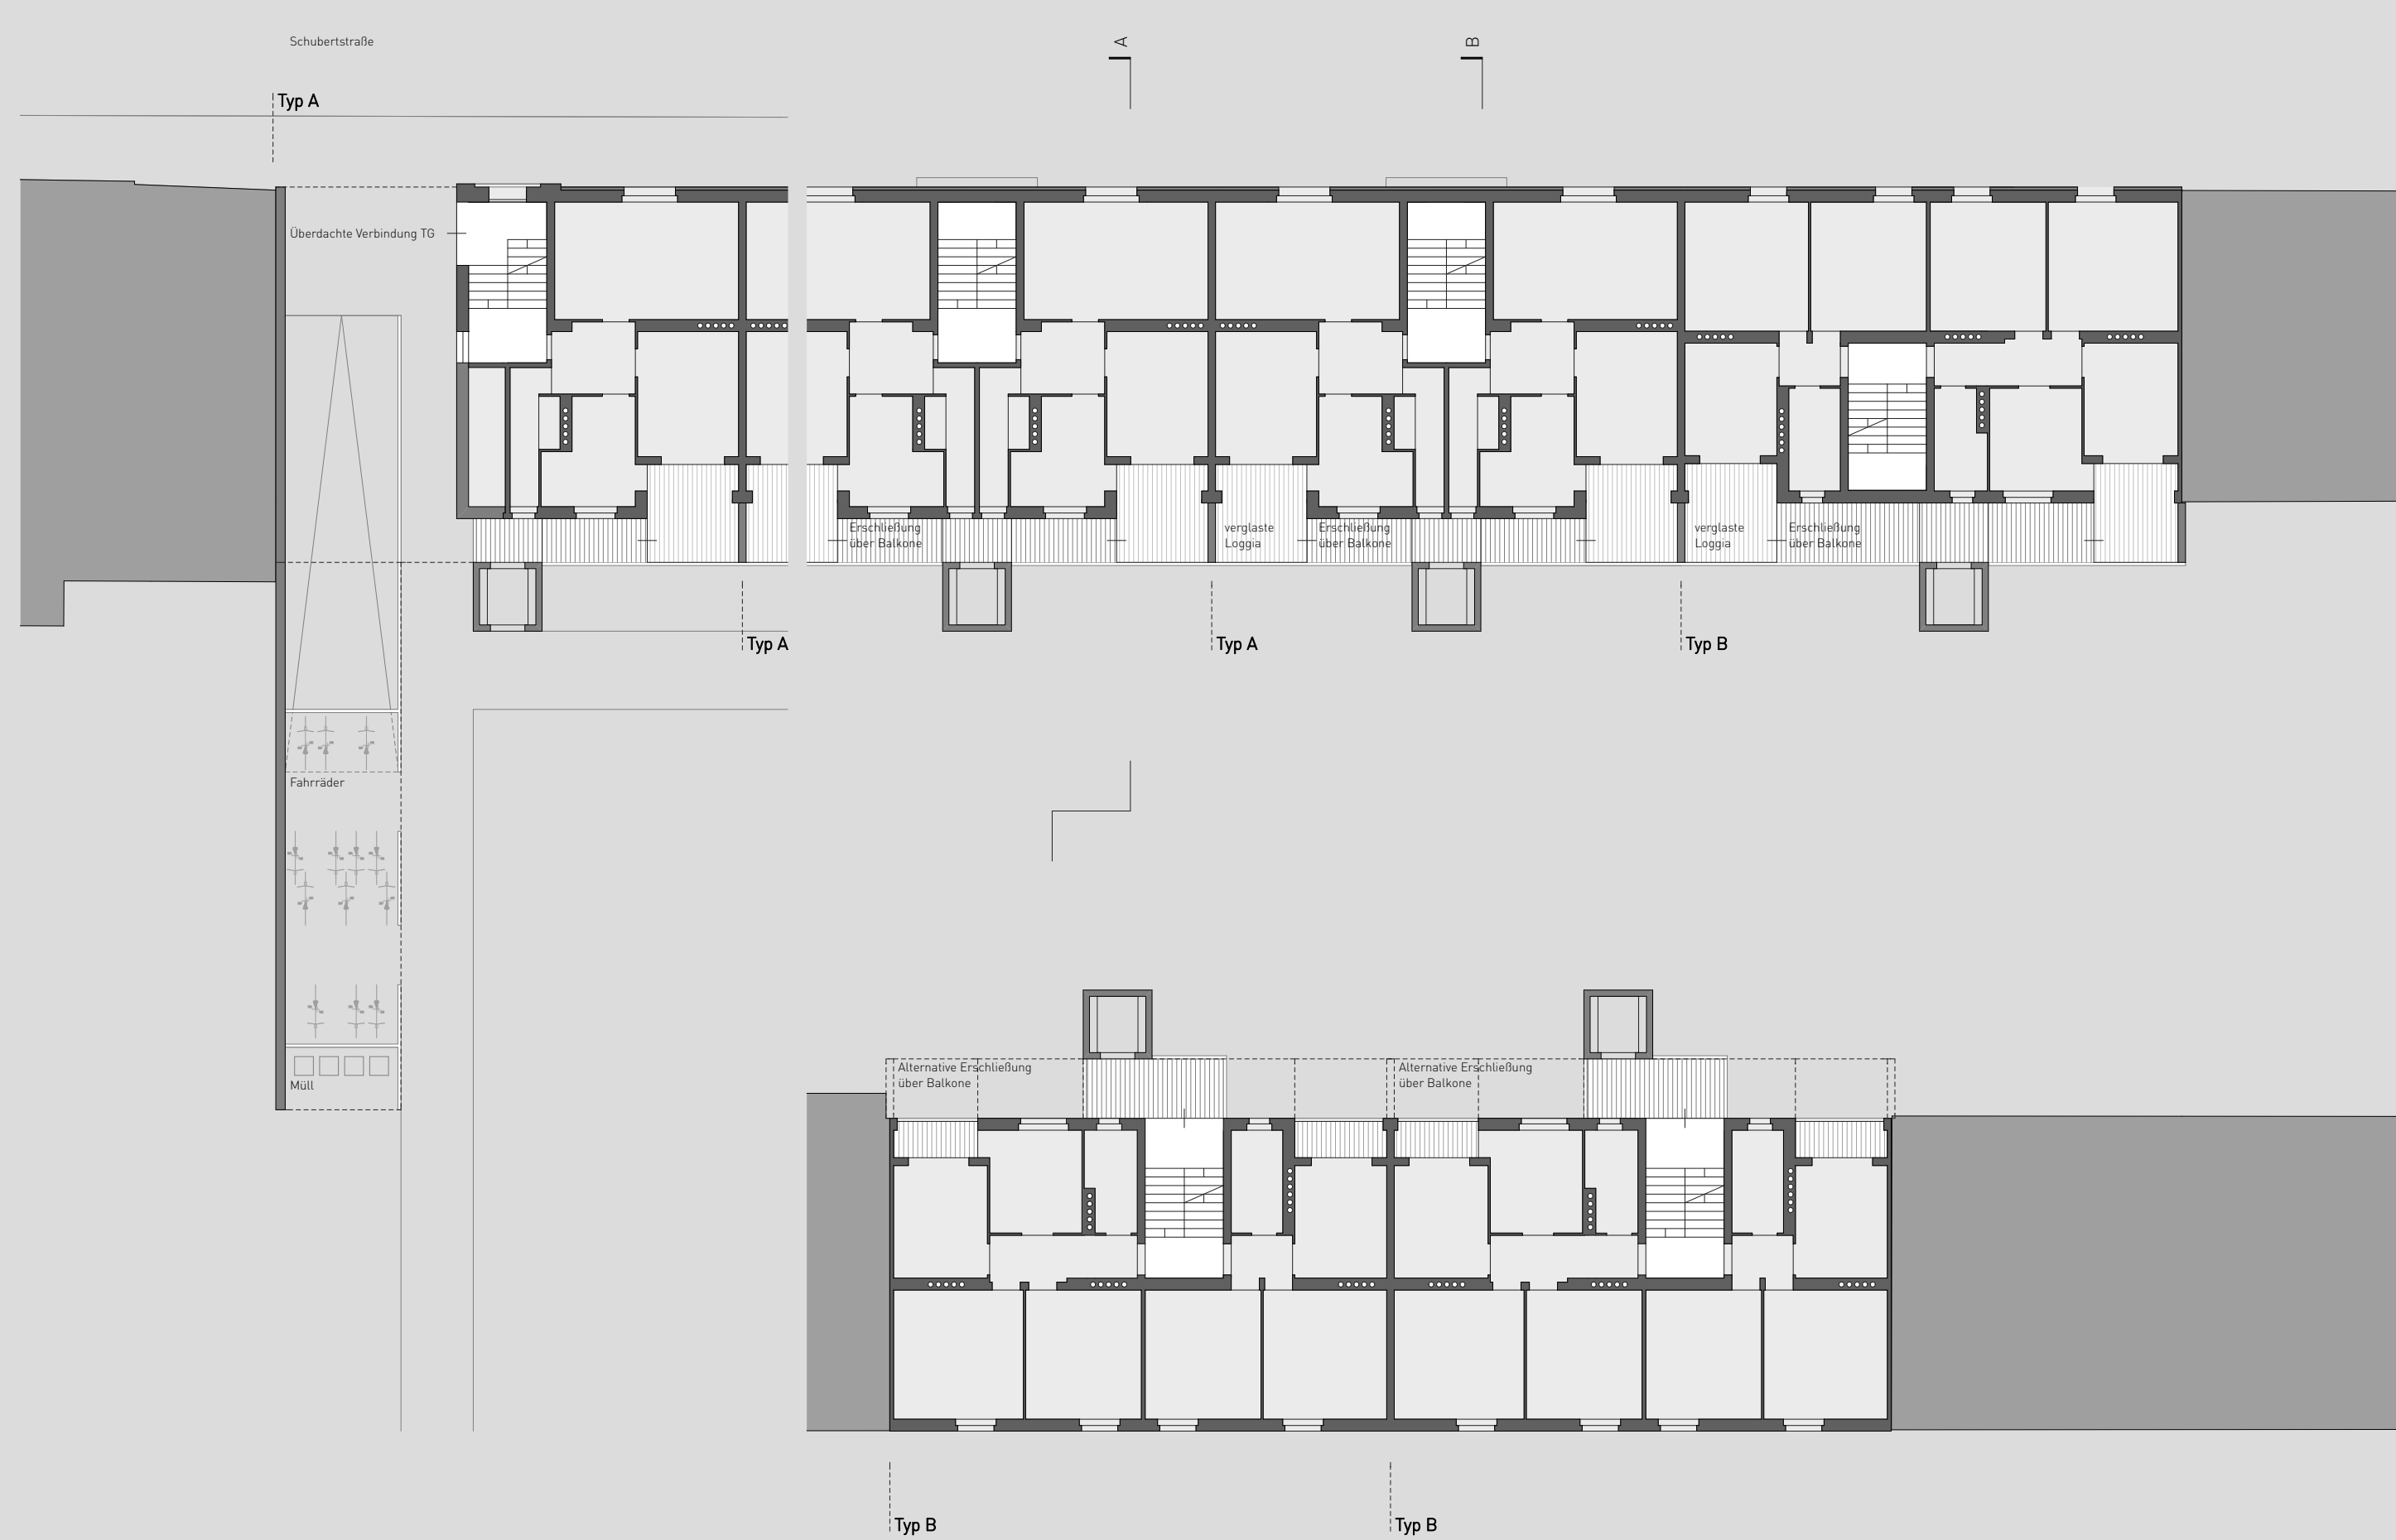 Schubertstraße
A
B
Typ A
Überdachte Verbindung TG
Erschließung
über Balkone
verglaste
Loggia
Erschließung
über Balkone
verglaste
Loggia
Erschließung
über Balkone
Typ A
Typ A
Typ B
Fahrräder
Müll
Alternative Erschließung
über Balkone
Alternative Erschließung
über Balkone
Typ B
Typ B